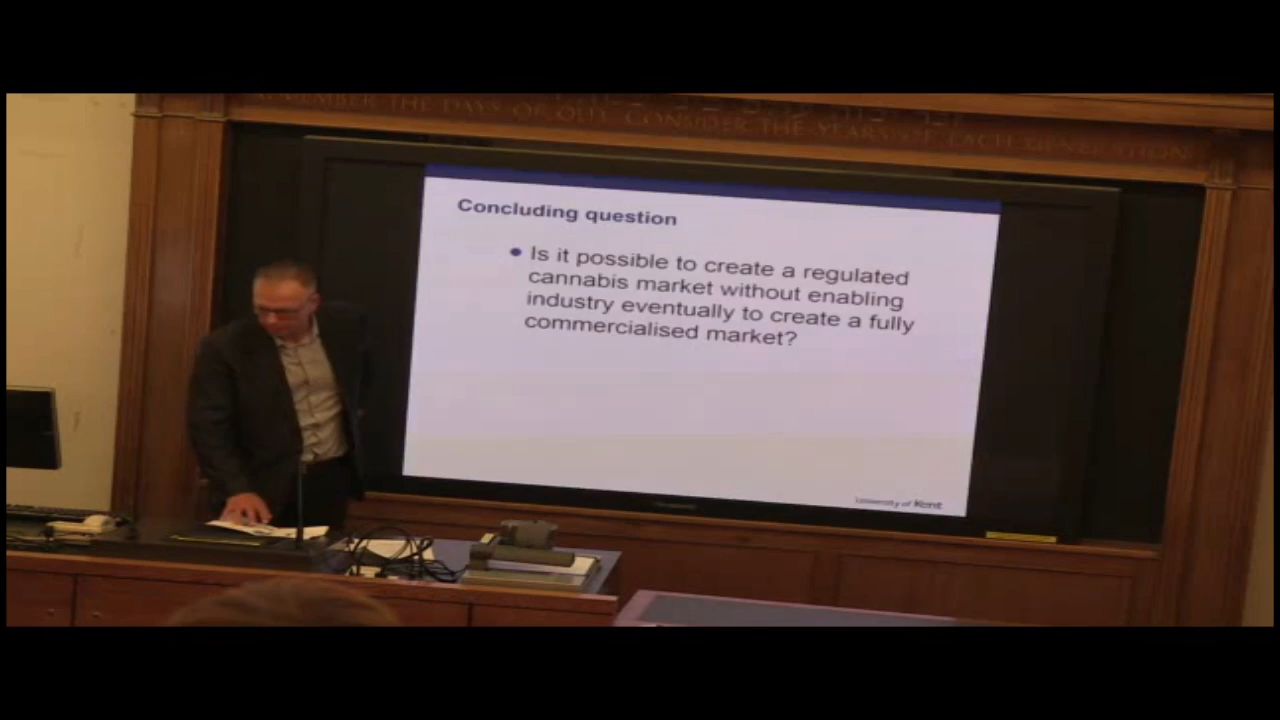 REMEMBER THE DAYS OF OLD CONSIDER THE YEARS OF EACH GENERATION
Concluding question
• Is it possible to create a regulated
cannabis market without enabling
industry eventually to create a fully
commercialised market?
University of Kent